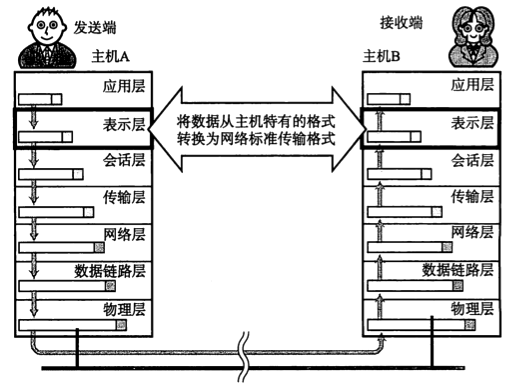 发送端
接收端
主机A
主机B
应用层
表示层
会话层
传输层
网络层
数据链路层
物理层
将数据从主机特有的格式
转换为网络标准传输格式
应用层
表示层
会话层
传输层
网络层
数据链路层
物理层